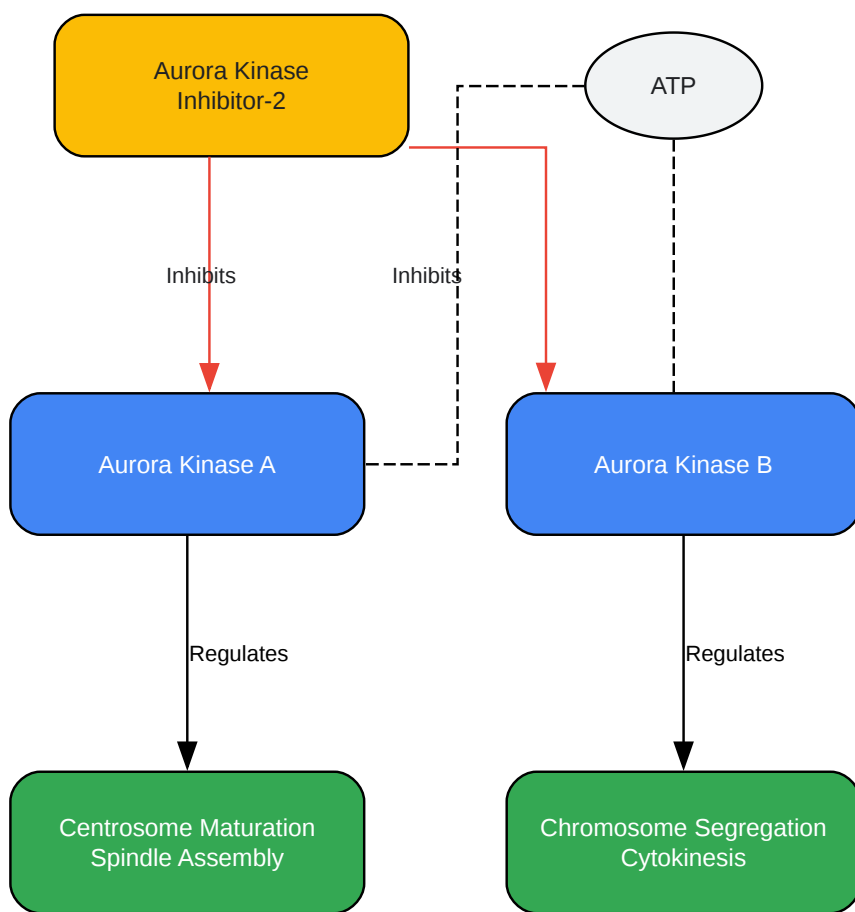 Aurora Kinase
Inhibitor-2
ATP
Inhibits
Inhibits
Aurora Kinase A
Aurora Kinase B
Regulates
Regulates
Centrosome Maturation
Spindle Assembly
Chromosome Segregation
Cytokinesis